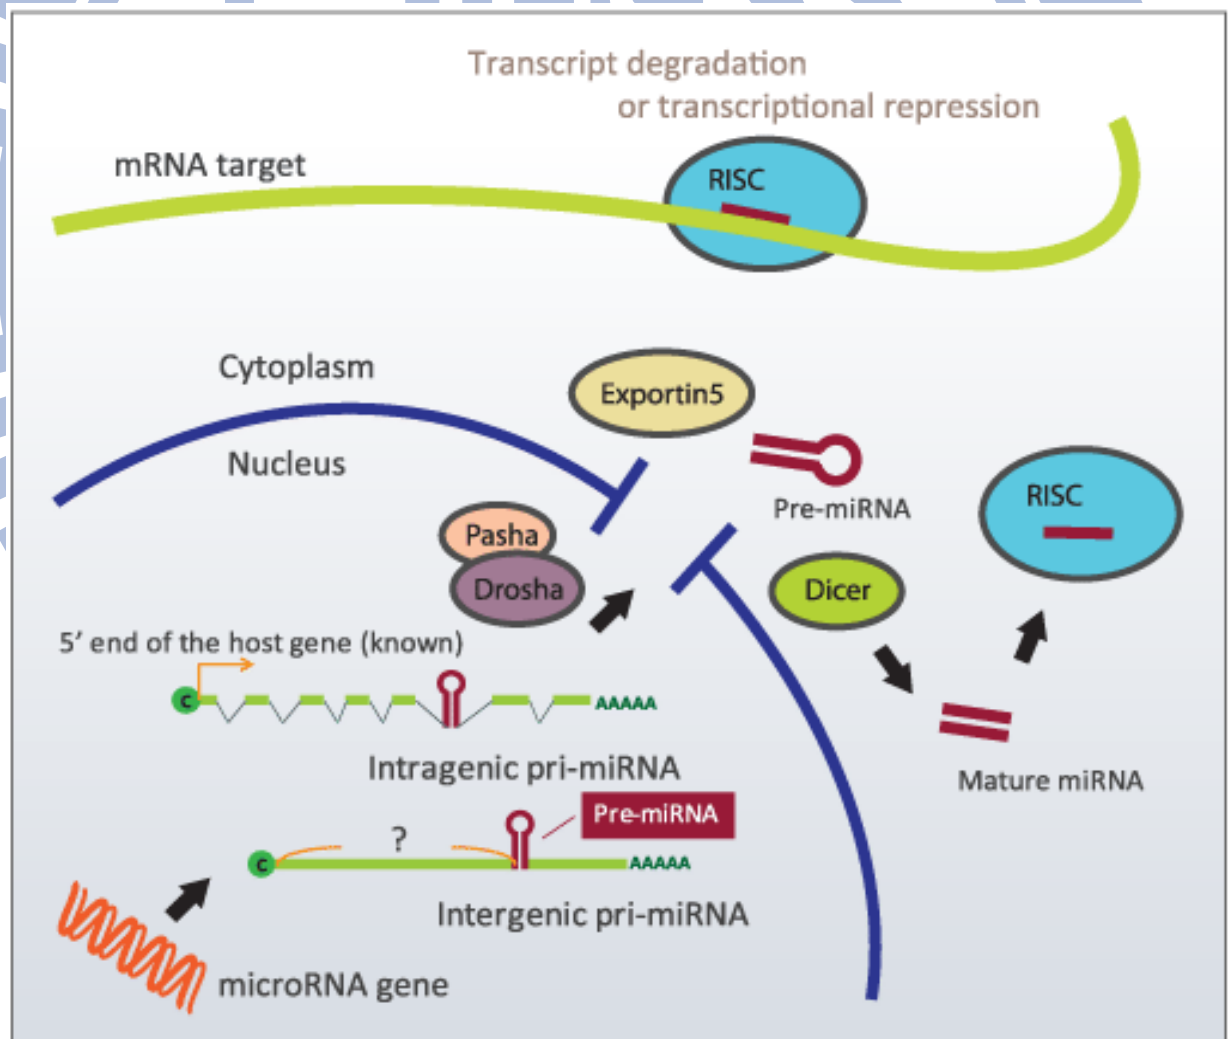 Transcript degradation
or transcriptional repression
mRNA target
RISC
Cytoplasm
Exportin5
Nucleus
Pre-miRNA
RISC
Pasha
Drosha
Dicer
5′ end of the host gene (known)
C
AAAAA
Intragenic pri-miRNA
Mature miRNA
Pre-miRNA
?
C
AAAAA
Intergenic pri-miRNA
microRNA gene